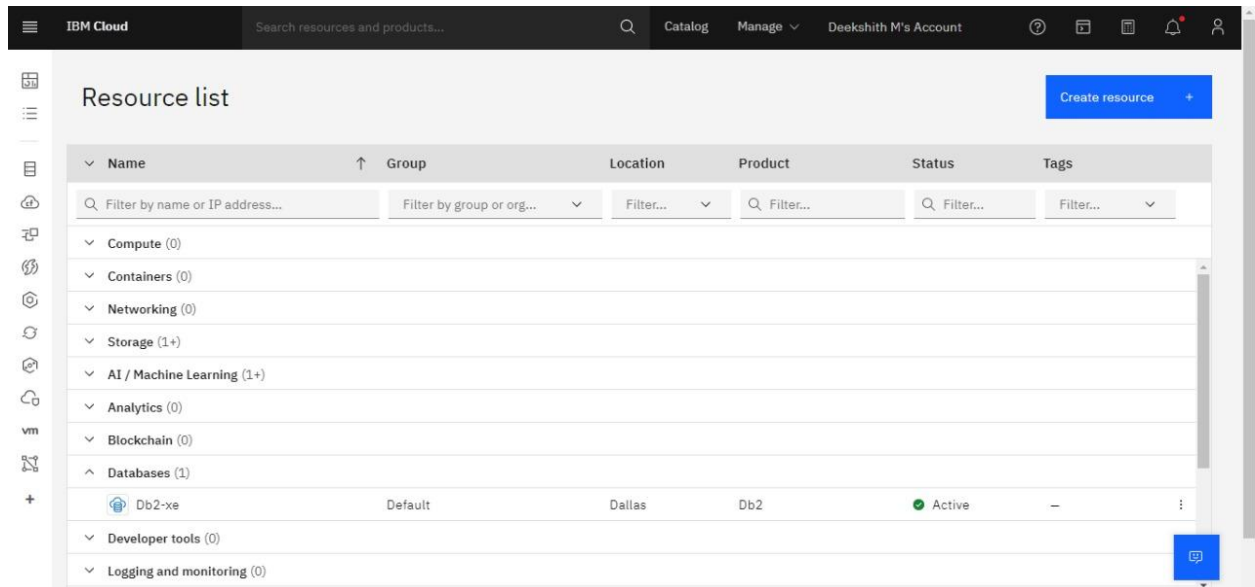 IBM Cloud Search resources and products... Catalog Manage Deekshith M's Account
Resource list
Create resource +
Name Group Location Product Status Tags
Filter by name or IP address... Filter by group or org... Filter... Filter... Filter... Filter...
Compute (0)
Containers (0)
Networking (0)
Storage (1+)
AI / Machine Learning (1+)
Analytics (0)
vm
Blockchain (0)
Databases (1)
Db2-xe Default Dallas Db2 Active –
Developer tools (0)
Logging and monitoring (0)